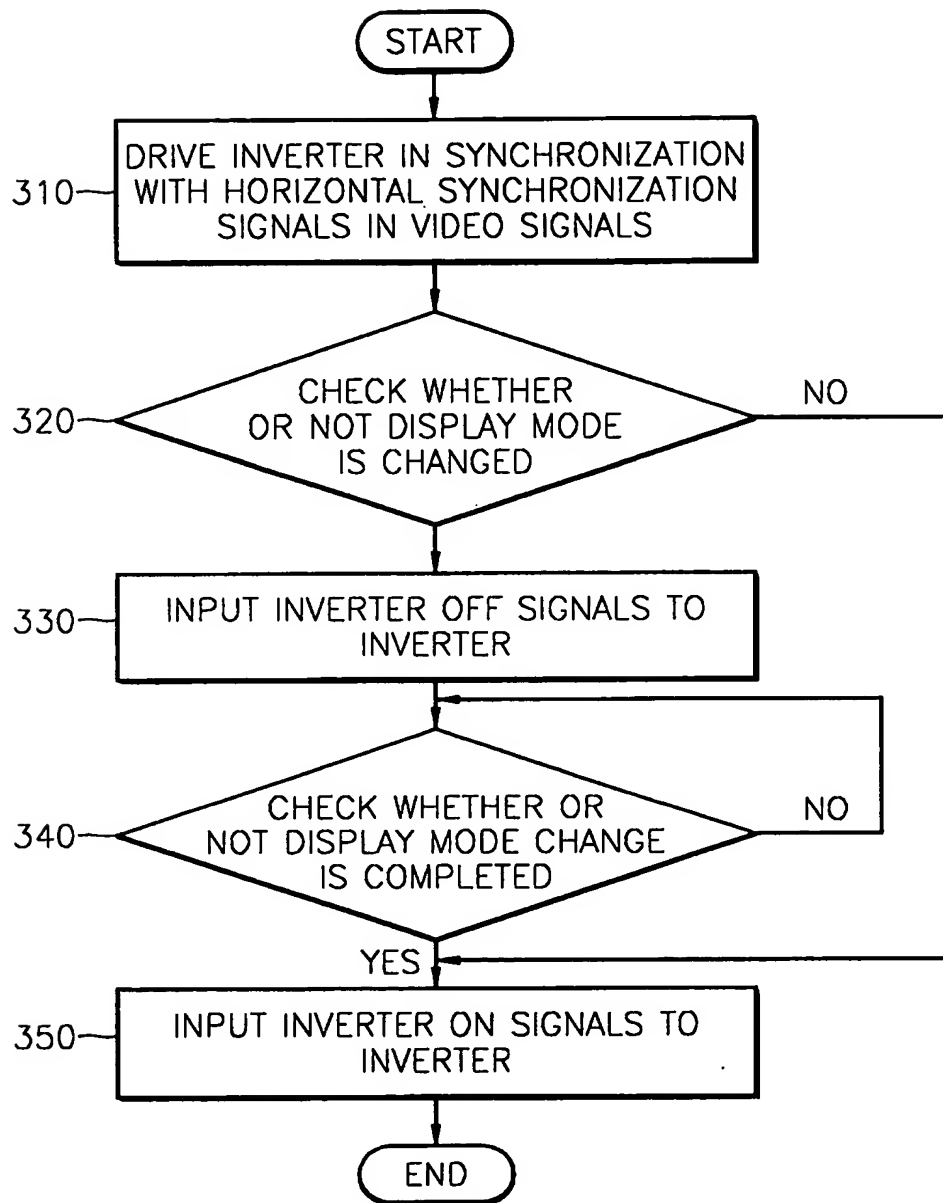 START
310
DRIVE INVERTER IN SYNCHRONIZATION
WITH HORIZONTAL SYNCHRONIZATION
SIGNALS IN VIDEO SIGNALS
320
CHECK WHETHER
OR NOT DISPLAY MODE
IS CHANGED
NO
330
INPUT INVERTER OFF SIGNALS TO
INVERTER
340
CHECK WHETHER OR
NOT DISPLAY MODE CHANGE
IS COMPLETED
NO
YES
350
INPUT INVERTER ON SIGNALS TO
INVERTER
END